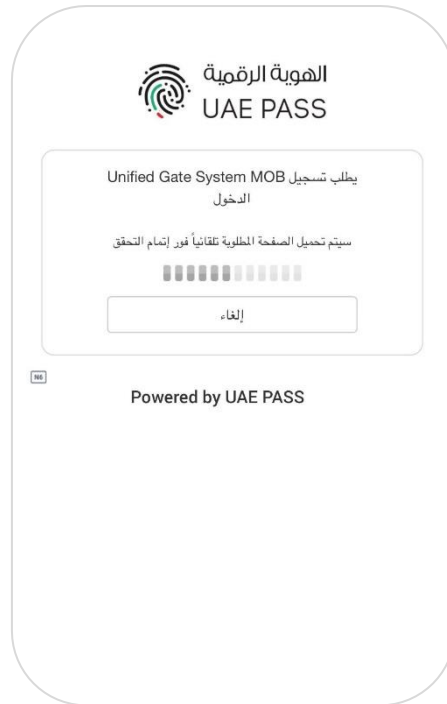 الهوية الرقمية
UAE PASS
يطلب تسجيل Unified Gate System MOB
الدخول
سيتم تحميل الصفحة المطلوبة تلقائياً فور إتمام التحقق
إلغاء
N6
Powered by UAE PASS